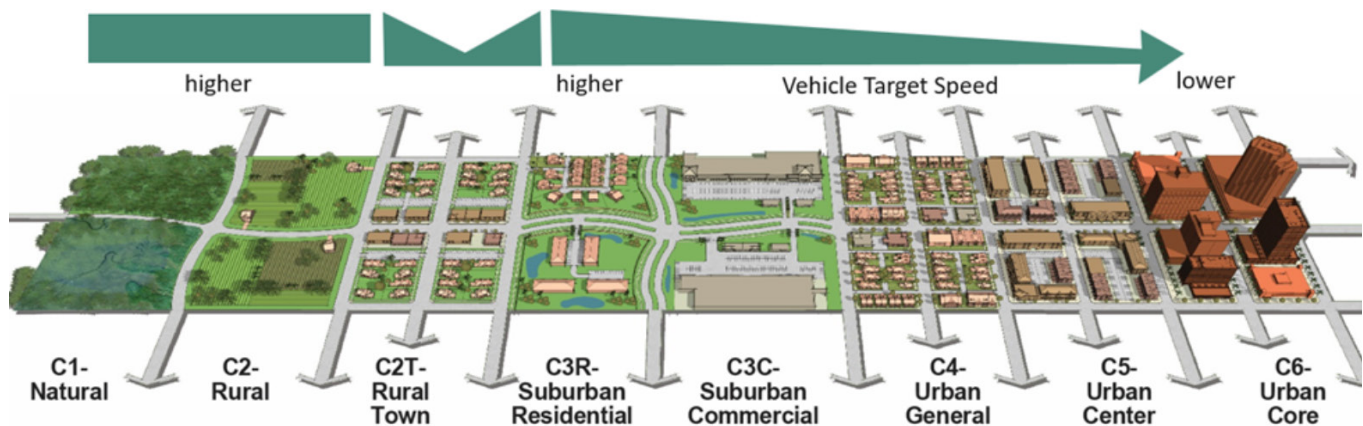 higher
higher
Vehicle Target Speed
lower
C1-
Natural
C2-
Rural
C2T-
Rural
Town
C3R-
Suburban
Residential
C3C-
Suburban
Commercial
C4-
Urban
General
C5-
Urban
Center
C6-
Urban
Core